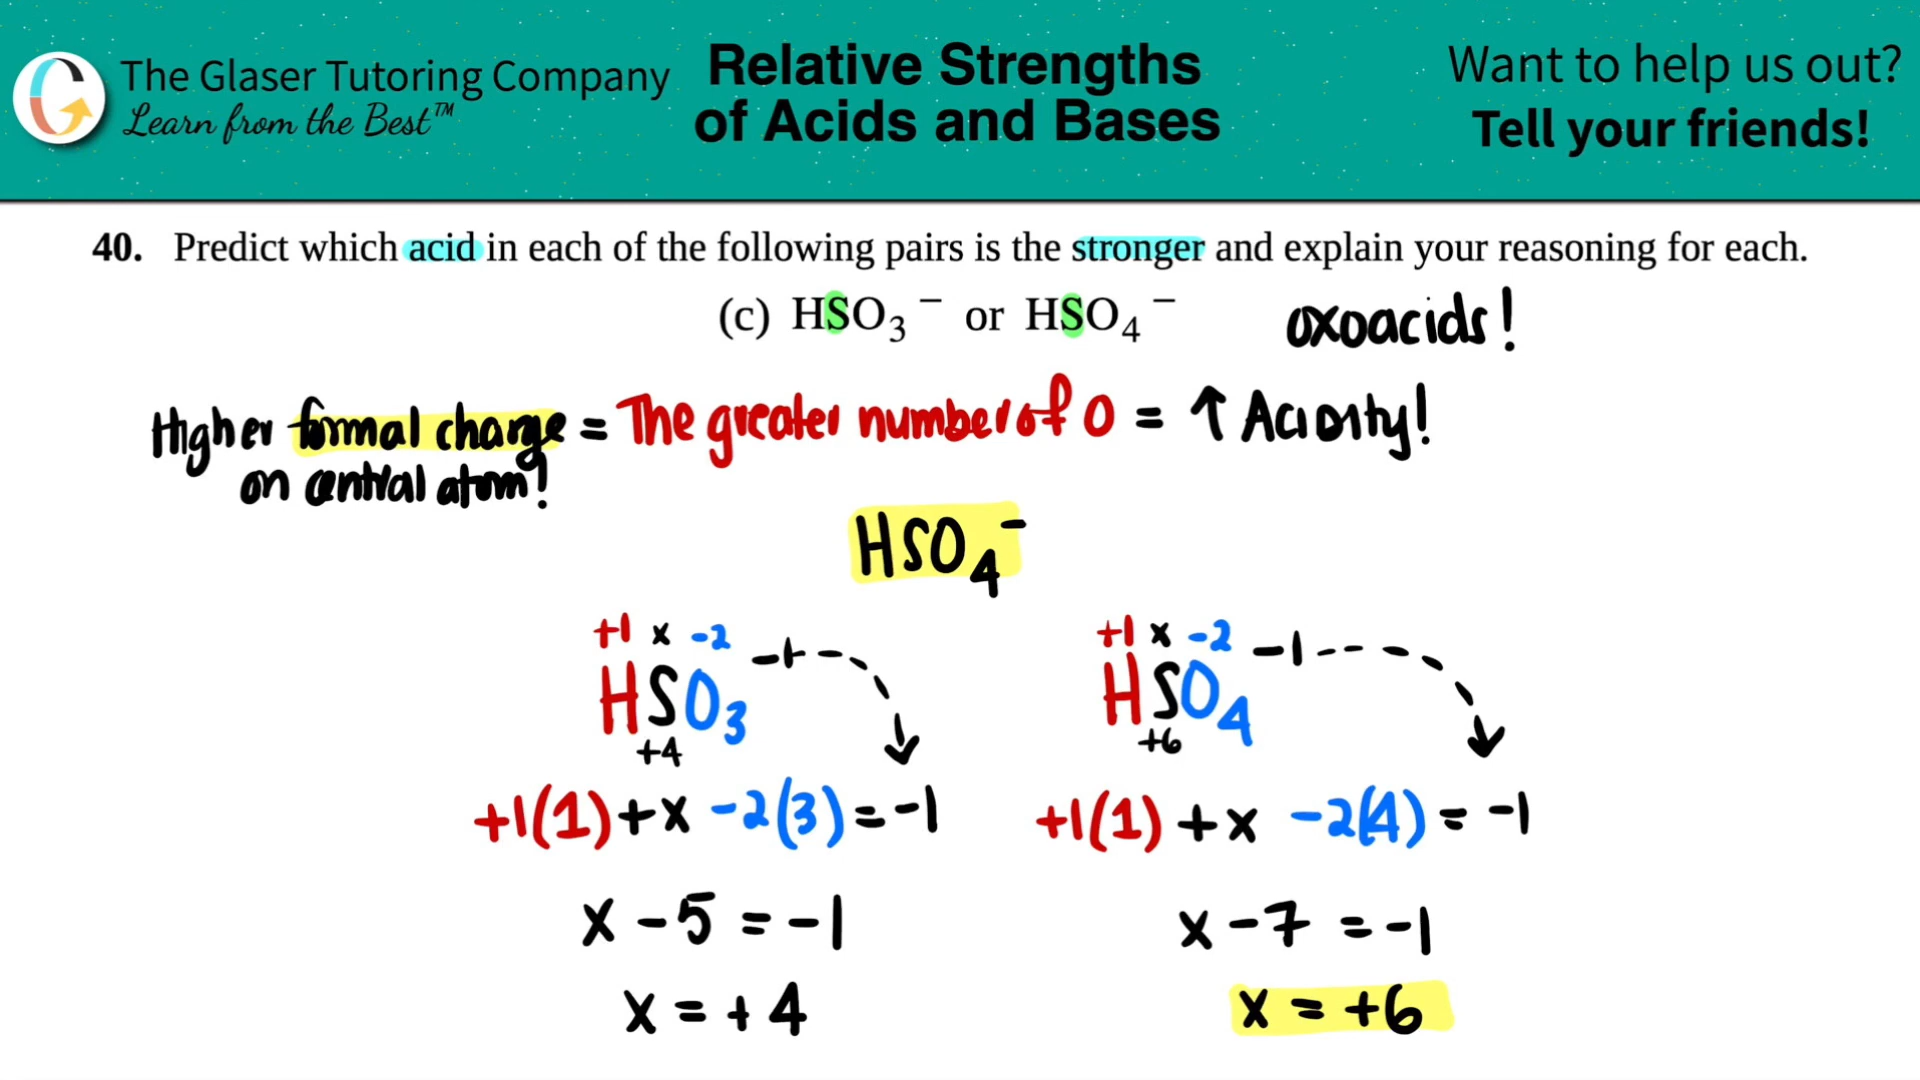 The Glaser Tutoring Company
Learn from the Best™
Relative Strengths
of Acids and Bases
Want to help us out?
Tell your friends!
40. Predict which acid in each of the following pairs is the stronger and explain your reasoning for each.
(c) HSO₃⁻ or HSO₄⁻ oxoacids!
Higher formal charge = The greater number of O = ↑ Acidity!
on central atom!
HSO₄⁻
+1 x -2 -1
HSO₃
+4
+1(1) + x -2(3) = -1
x - 5 = -1
x = +4
+1 x -2 -1
HSO₄
+6
+1(1) + x -2(4) = -1
x - 7 = -1
x = +6